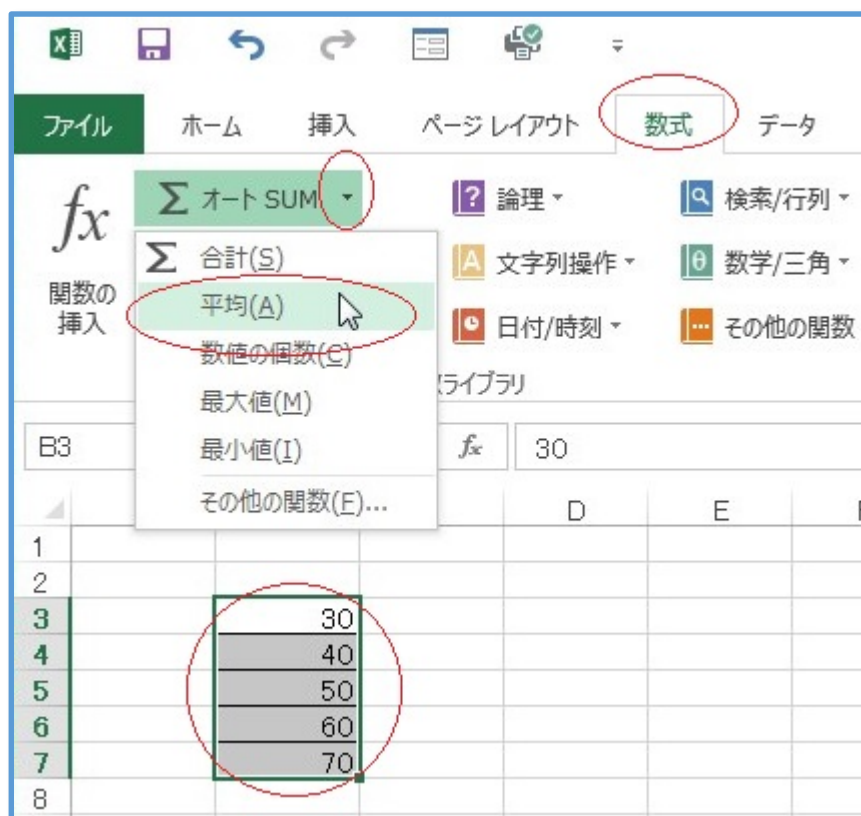 ファイル ホーム 挿入 ページ レイアウト 数式 データ
fx 関数の挿入
Σ オート SUM
Σ 合計(S)
平均(A)
数値の個数(C)
最大値(M)
最小値(I)
その他の関数(F)...
? 論理
A 文字列操作
日付/時刻
検索/行列
θ 数学/三角
その他の関数
ライブラリ
B3 fx 30
D E
1
2
3 30
4 40
5 50
6 60
7 70
8